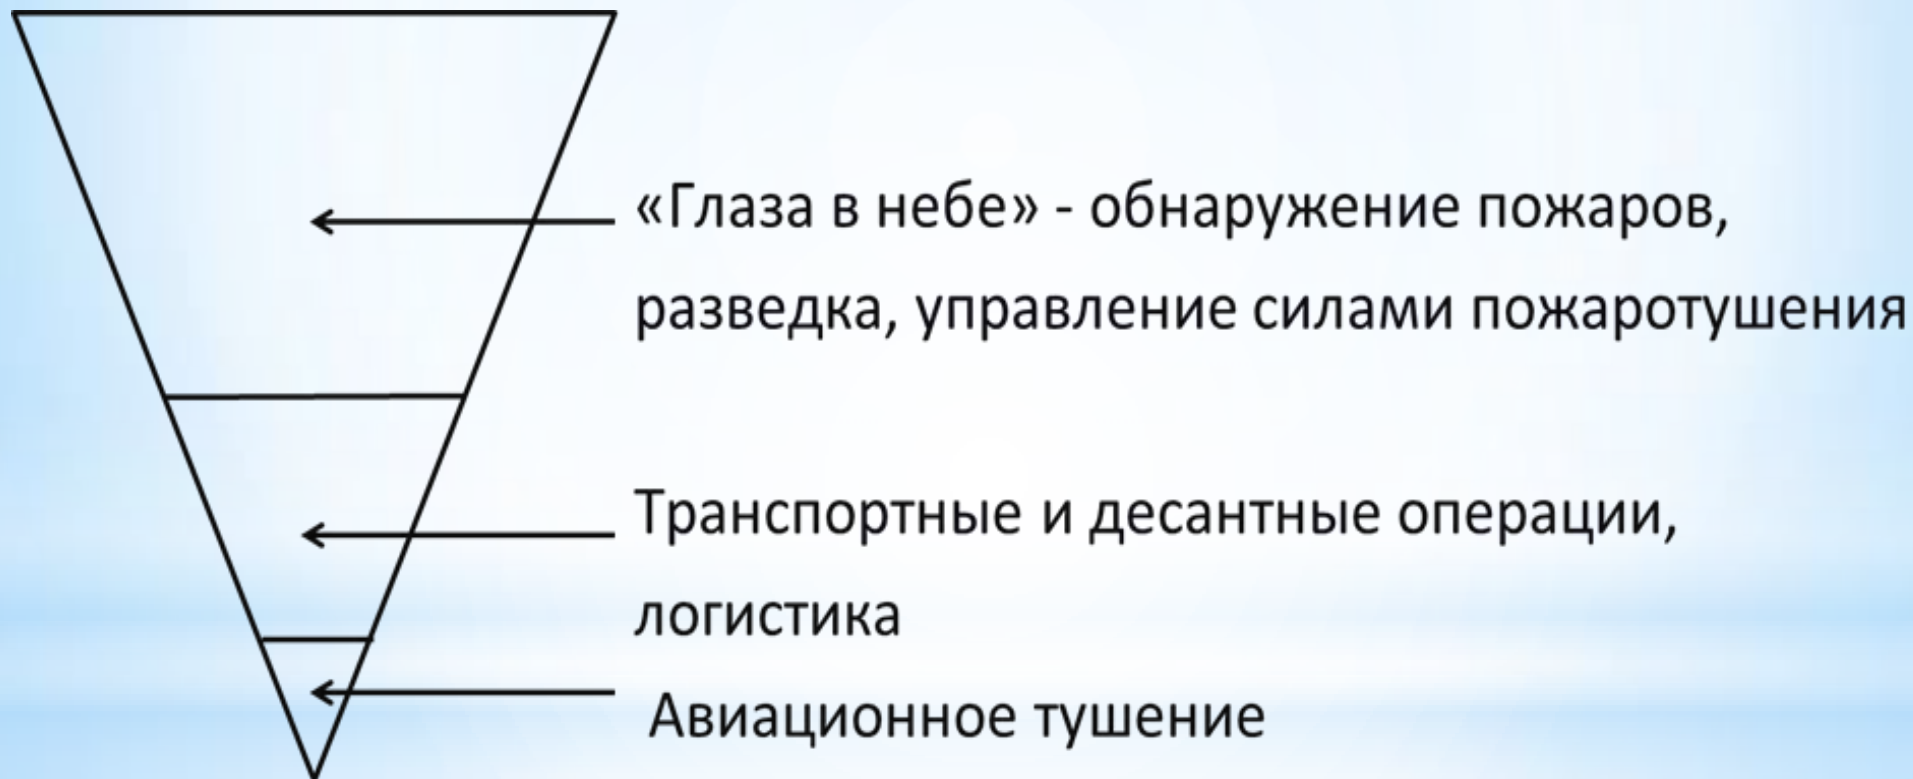 «Глаза в небе» - обнаружение пожаров,
разведка, управление силами пожаротушения
Транспортные и десантные операции,
логистика
Авиационное тушение